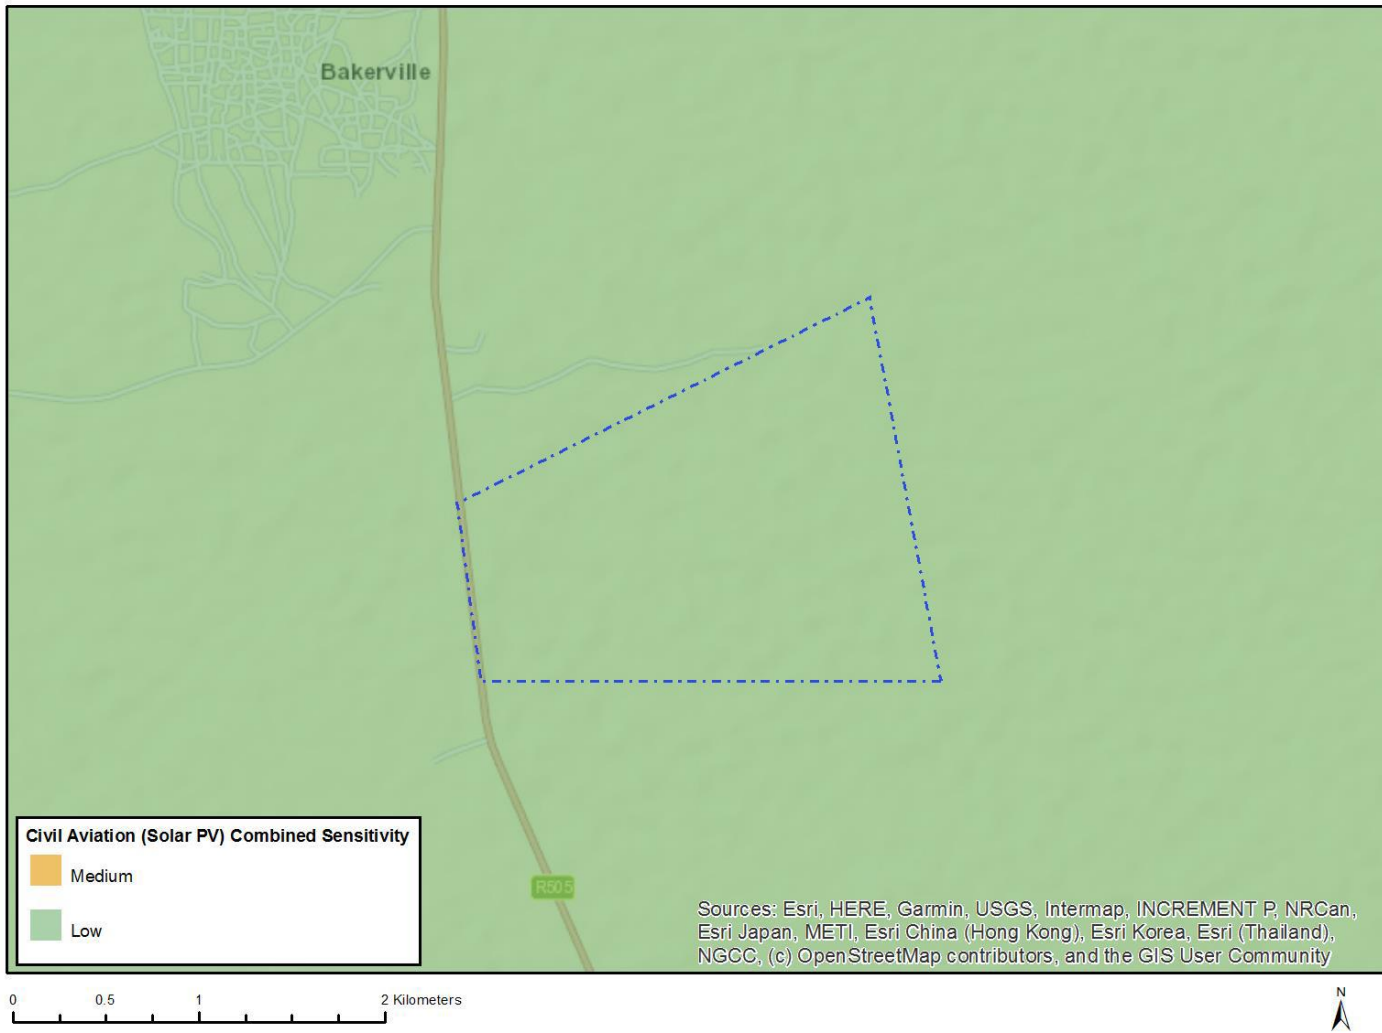 Bakerville
R505
Civil Aviation (Solar PV) Combined Sensitivity
Medium
Low
Sources: Esri, HERE, Garmin, USGS, Intermap, INCREMENT P, NRCan,
Esri Japan, METI, Esri China (Hong Kong), Esri Korea, Esri (Thailand),
NGCC, (c) OpenStreetMap contributors, and the GIS User Community
0 0.5 1 2 Kilometers
N